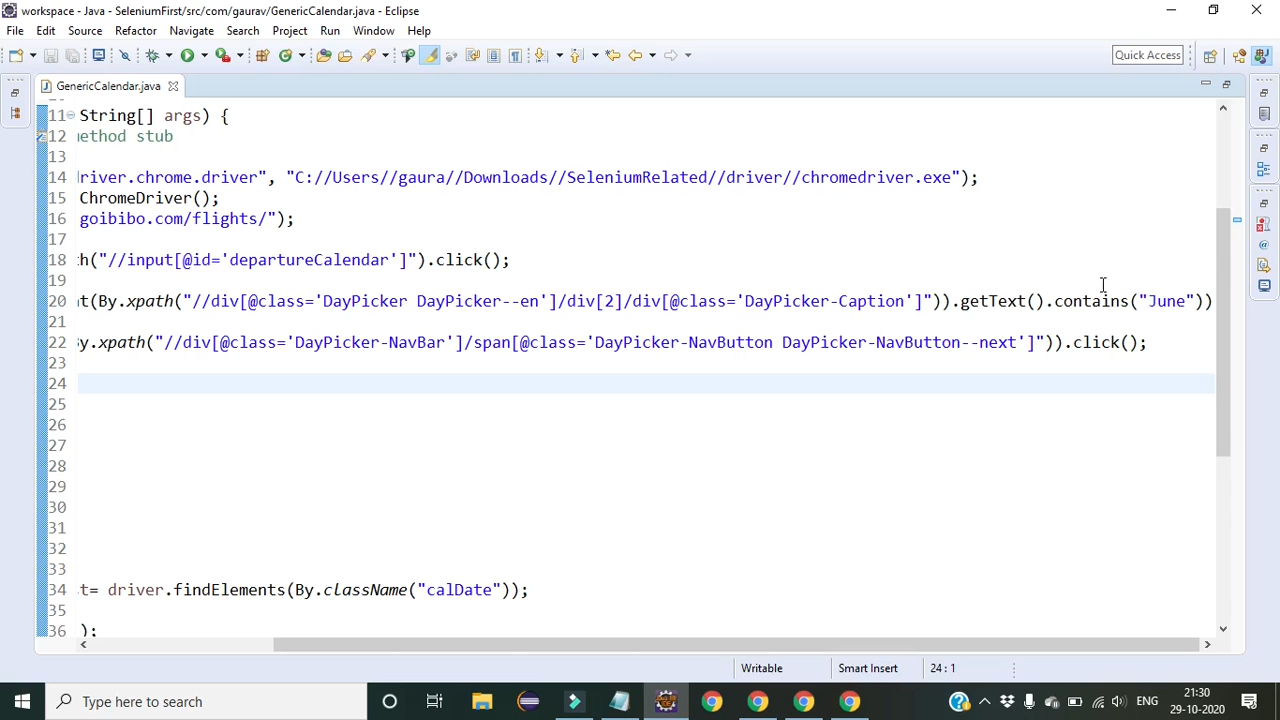 workspace - Java - SeleniumFirst/src/com/gaurav/GenericCalendar.java - Eclipse
File Edit Source Refactor Navigate Search Project Run Window Help
Quick Access
GenericCalendar.java
11 String[] args) {
12 method stub
13
14 driver.chrome.driver", "C://Users//gaura//Downloads//SeleniumRelated//driver//chromedriver.exe");
15 ChromeDriver();
16 goibibo.com/flights/");
17
18 th("//input[@id='departureCalendar']").click();
19
20 nt(By.xpath("//div[@class='DayPicker DayPicker--en']/div[2]/div[@class='DayPicker-Caption']")).getText().contains("June"))
21
22 By.xpath("//div[@class='DayPicker-NavBar']/span[@class='DayPicker-NavButton DayPicker-NavButton--next']")).click();
23
24
25
26
27
28
29
30
31
32
33
34 t= driver.findElements(By.className("calDate"));
35
36 );
Writable Smart Insert 24 : 1
Type here to search
ENG
21:30
29-10-2020